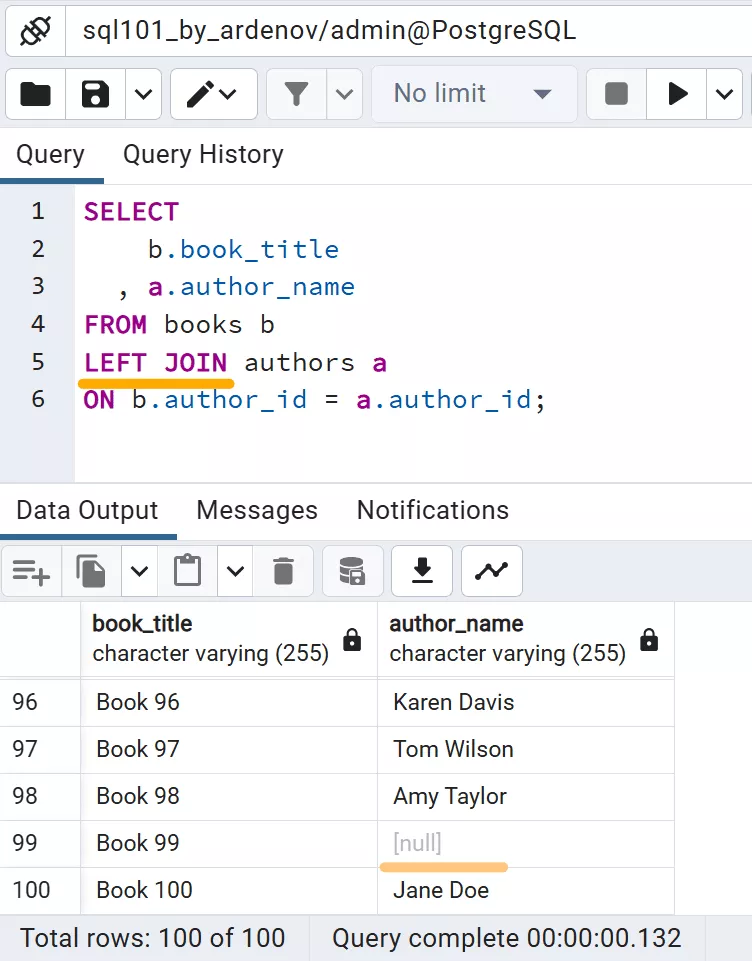 sql101_by_ardenov/admin@PostgreSQL
No limit
Query Query History
1 SELECT
2 b.book_title
3 , a.author_name
4 FROM books b
5 LEFT JOIN authors a
6 ON b.author_id = a.author_id;
Data Output Messages Notifications
book_title author_name
character varying (255) character varying (255)
96 Book 96 Karen Davis
97 Book 97 Tom Wilson
98 Book 98 Amy Taylor
99 Book 99 [null]
100 Book 100 Jane Doe
Total rows: 100 of 100 Query complete 00:00:00.132